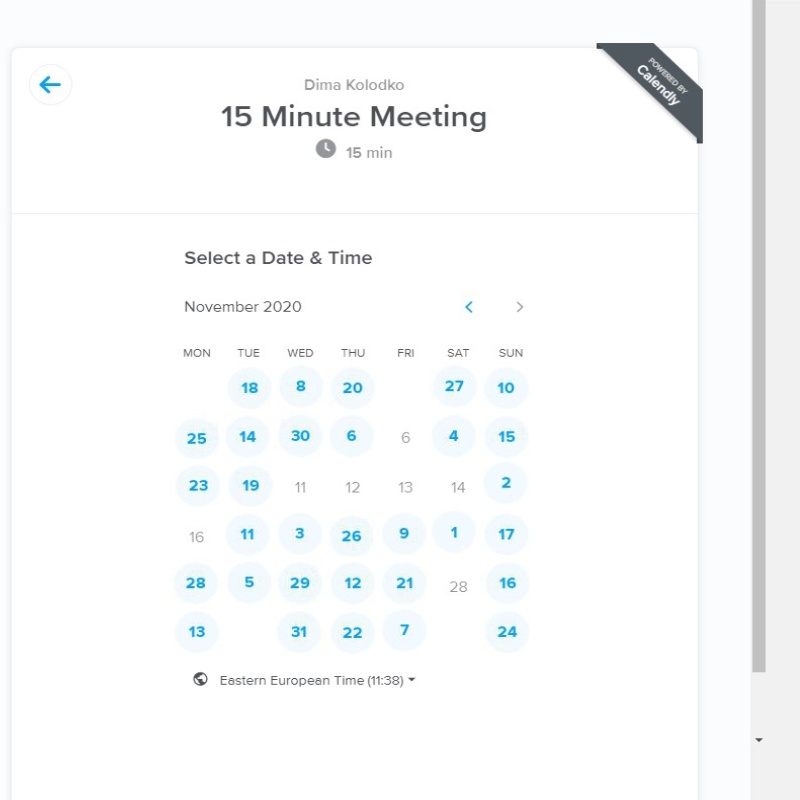 POWERED BY
Calendly
Dima Kolodko
15 Minute Meeting
15 min
Select a Date & Time
November 2020
MON TUE WED THU FRI SAT SUN
18 8 20 27 10
25 14 30 6 6 4 15
23 19 11 12 13 14 2
16 11 3 26 9 1 17
28 5 29 12 21 28 16
13 31 22 7 24
Eastern European Time (11:38)